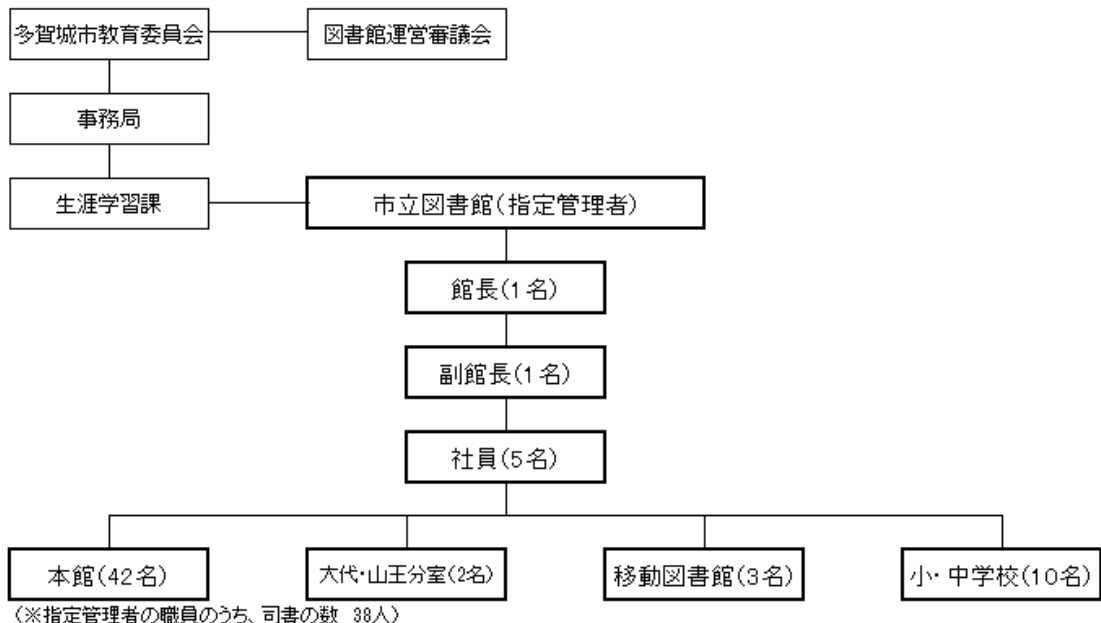 多賀城市教育委員会
図書館運営審議会
事務局
生涯学習課
市立図書館(指定管理者)
館長(1名)
副館長(1名)
社員(5名)
本館(42名)
大代・山王分室(2名)
移動図書館(3名)
小・中学校(10名)
(※指定管理者の職員のうち、司書の数 38人)